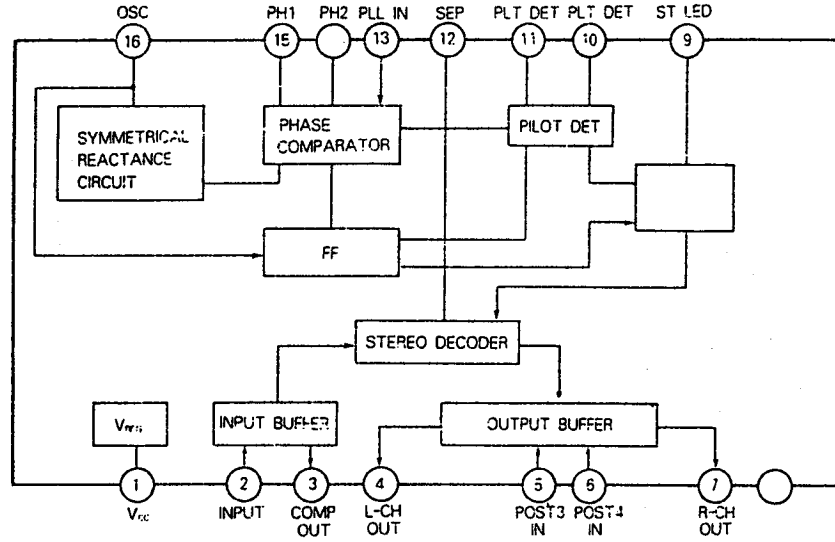 OSC PH1 PH2 PLL IN SEP PLT DET PLT DET ST LED
16 15 13 12 11 10 9
SYMMETRICAL
REACTANCE
CIRCUIT
PHASE
COMPARATOR
PILOT DET
FF
STEREO DECODER
INPUT BUFFER
OUTPUT BUFFER
1 2 3 4 5 6 7
INPUT
COMP
OUT
L-CH
OUT
POST3
IN
POST4
IN
R-CH
OUT